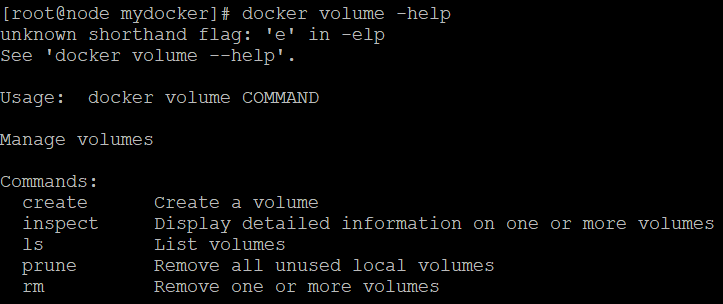 [root@node mydocker]# docker volume -help
unknown shorthand flag: 'e' in -elp
See 'docker volume --help'.
Usage:  docker volume COMMAND
Manage volumes
Commands:
  create      Create a volume
  inspect     Display detailed information on one or more volumes
  ls          List volumes
  prune       Remove all unused local volumes
  rm          Remove one or more volumes